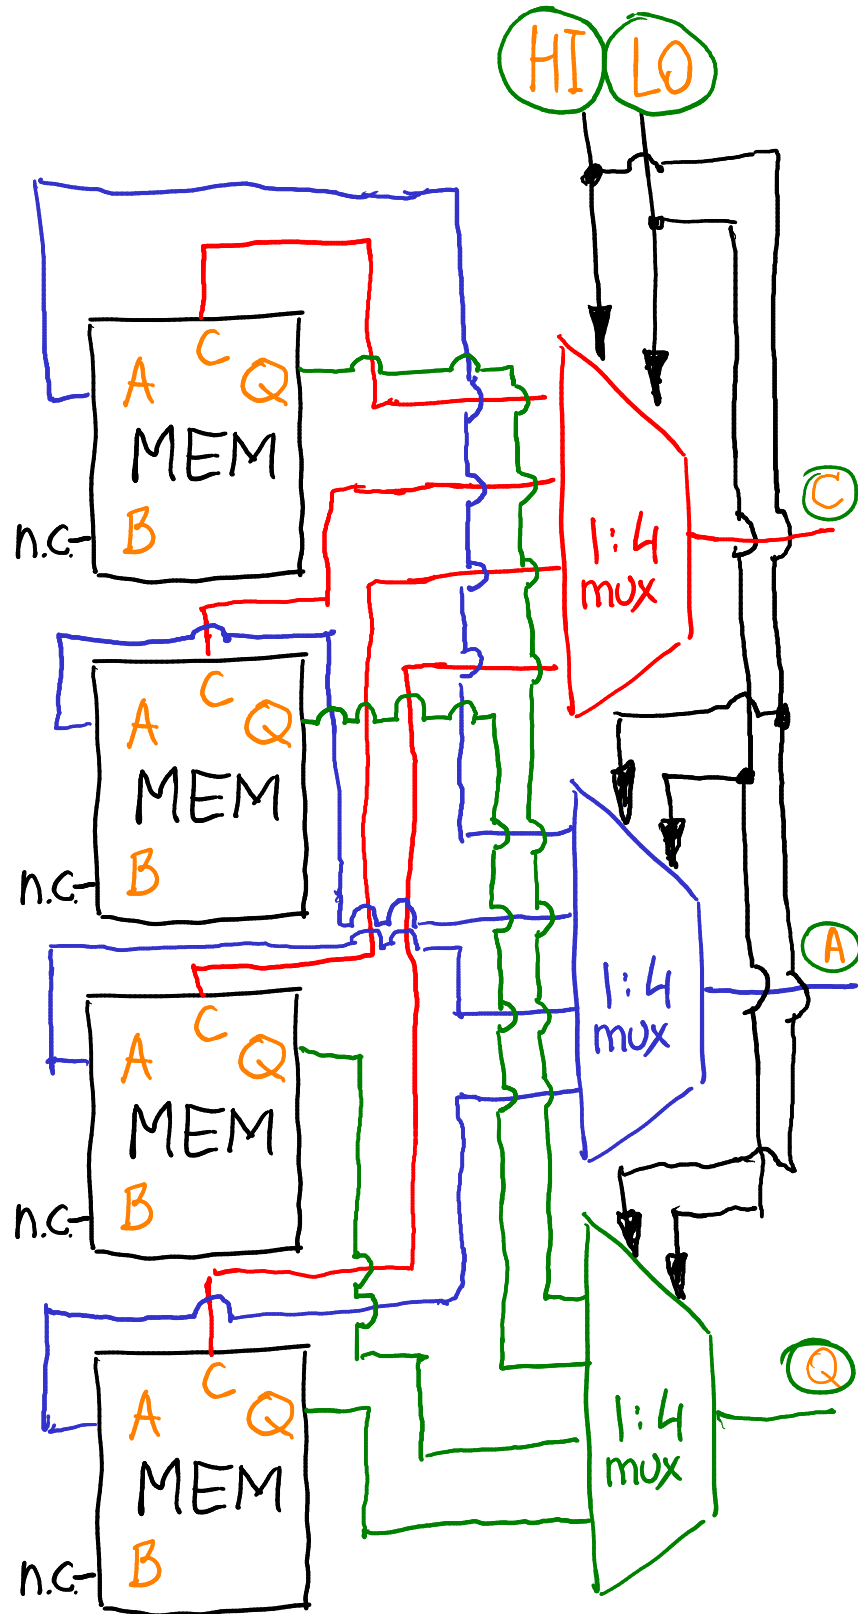 HI LO
C
A Q
MEM
n.c. B
1:4
mux
C
C
A Q
MEM
n.c. B
C
A Q
MEM
n.c. B
1:4
mux
A
C
A Q
MEM
n.c. B
1:4
mux
Q